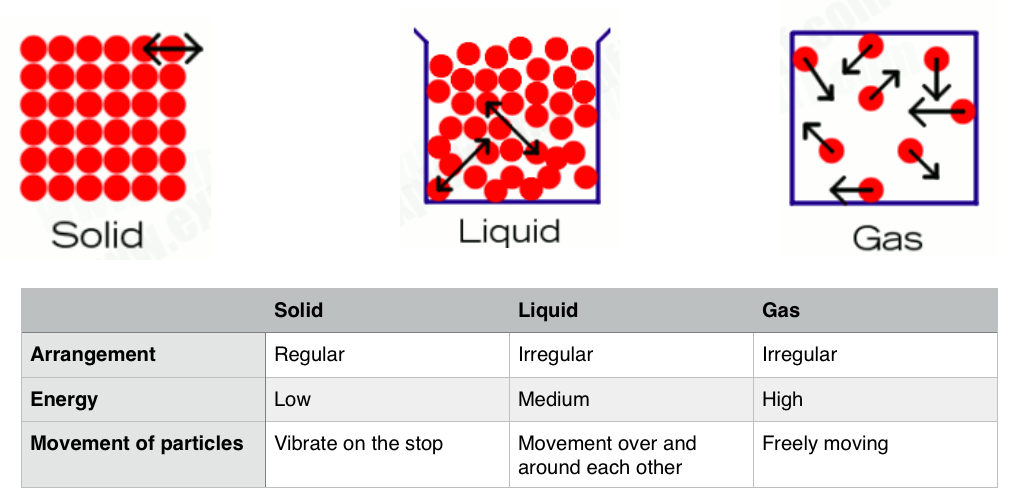 Solid
Liquid
Gas
Solid Liquid Gas
Arrangement Regular Irregular Irregular
Energy Low Medium High
Movement of particles Vibrate on the stop Movement over and Freely moving
around each other